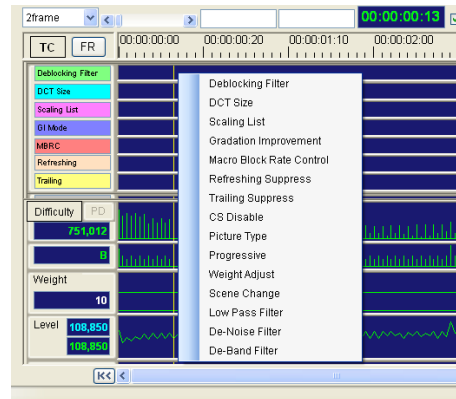 2frame
00:00:00:13
TC FR
00:00:00:00 00:00:00:20 00:00:01:10 00:00:02:00
Deblocking Filter
DCT Size
Scaling List
GI Mode
MBRC
Refreshing
Trailing
Difficulty PD
751,012
B
Weight
10
Level 108,850
108,850
Deblocking Filter
DCT Size
Scaling List
Gradation Improvement
Macro Block Rate Control
Refreshing Suppress
Trailing Suppress
CS Disable
Picture Type
Progressive
Weight Adjust
Scene Change
Low Pass Filter
De-Noise Filter
De-Band Filter